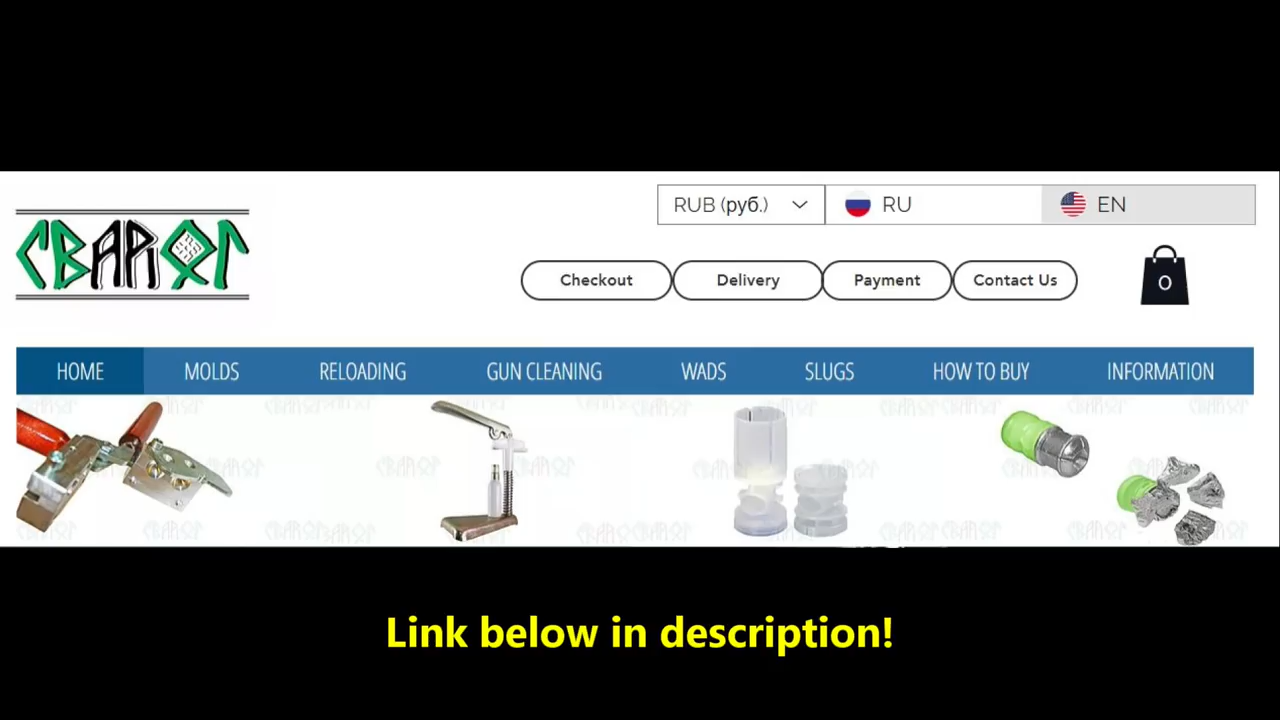 RUB (руб.) RU EN
СВАРОГ
Checkout Delivery Payment Contact Us 0
HOME MOLDS RELOADING GUN CLEANING WADS SLUGS HOW TO BUY INFORMATION
Link below in description!